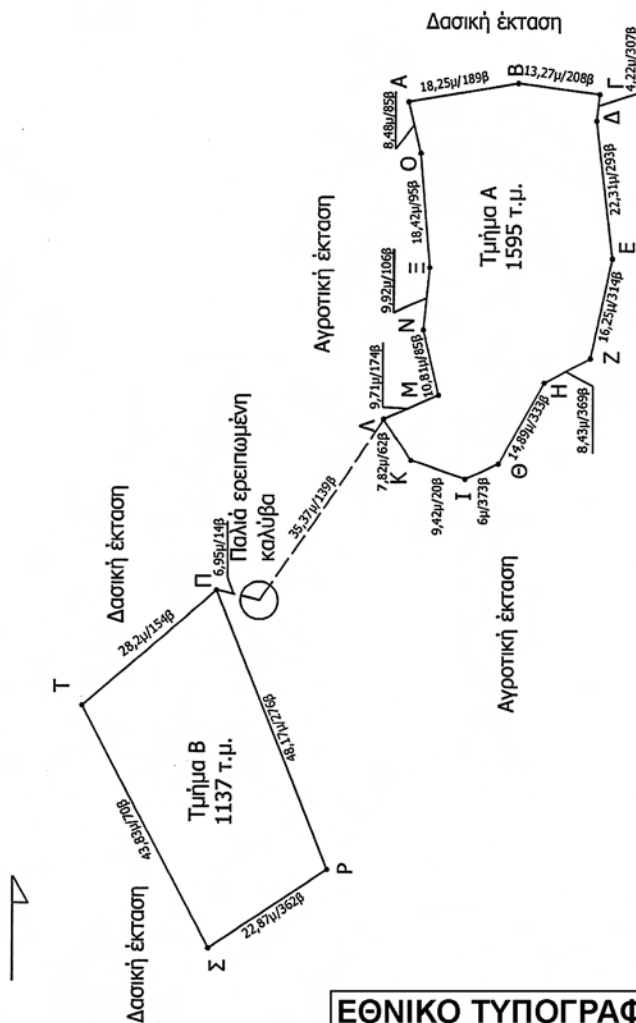 Δασική έκταση
Αγροτική έκταση
Δασική έκταση
Δασική έκταση
Αγροτική έκταση
Παλιά ερειπωμένη
καλύβα
Τμήμα Β
1137 τ.μ.
Τ
28,2μ/154β
Π
6,95μ/14β
43,83μ/70β
48,17μ/276β
Σ
22,87μ/362β
Ρ
35,37μ/139β
Τμήμα Α
1595 τ.μ.
Α
18,25μ/189β
Β
13,27μ/208β
Γ
4,22μ/307β
Δ
22,31μ/293β
Ε
16,25μ/314β
Ζ
8,43μ/369β
Η
14,89μ/333β
Θ
6μ/373β
Ι
9,42μ/20β
Κ
7,82μ/62β
Λ
9,71μ/174β
Μ
10,81μ/85β
Ν
9,92μ/106β
Ξ
18,42μ/95β
Ο
8,48μ/85β
ΕΘΝΙΚΟ ΤΥΠΟΓΡΑΦ